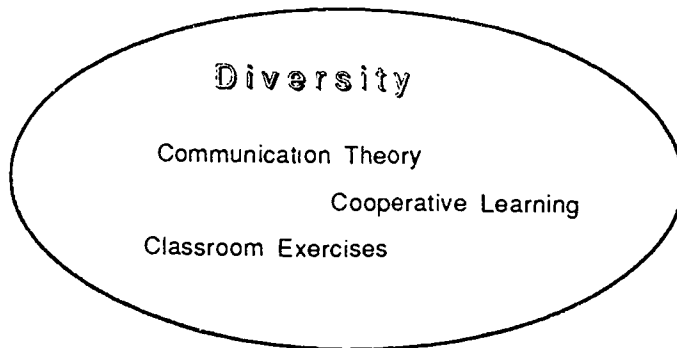 Diversity
Communication Theory
Cooperative Learning
Classroom Exercises